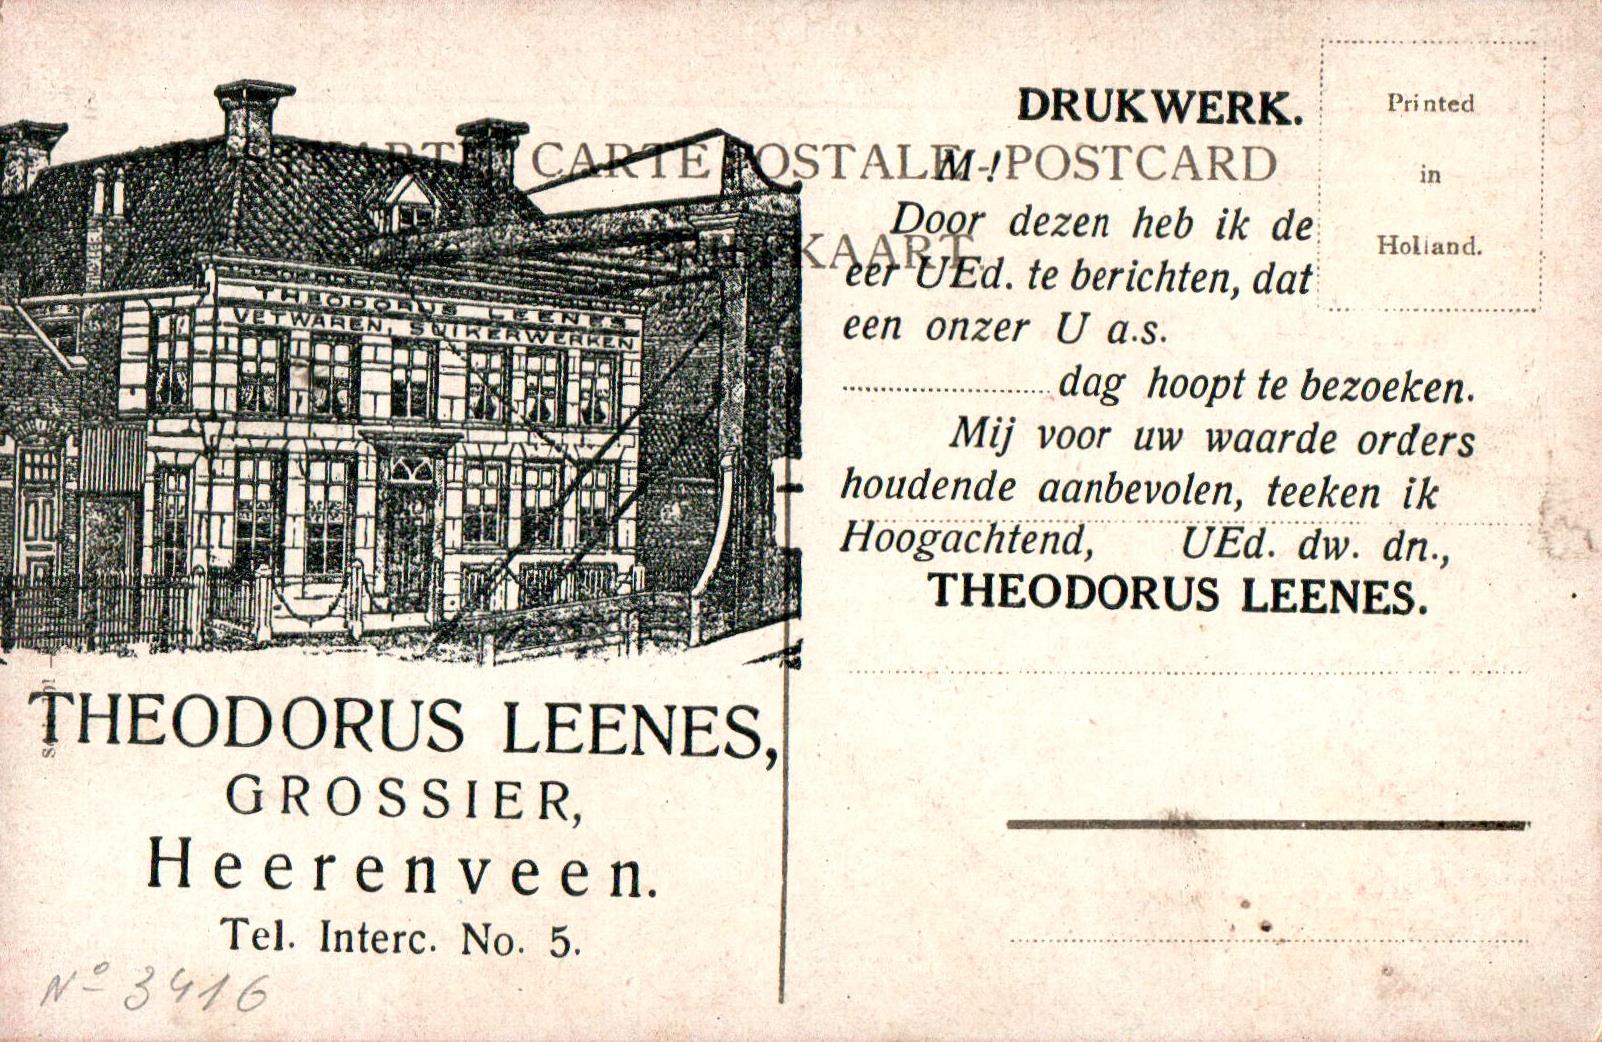 THEODORUS LEENES
VETWAREN, SUIKERWERKEN
THEODORUS LEENES,
GROSSIER,
Heerenveen.
Tel. Interc. No. 5.
No 3416
CARTE POSTALE - POSTCARD
KAART
DRUKWERK.
M-!
Door dezen heb ik de
eer UEd. te berichten, dat
een onzer U a.s.
.......................... dag hoopt te bezoeken.
Mij voor uw waarde orders
houdende aanbevolen, teeken ik
Hoogachtend, UEd. dw. dn.,
THEODORUS LEENES.
Printed
in
Holland.